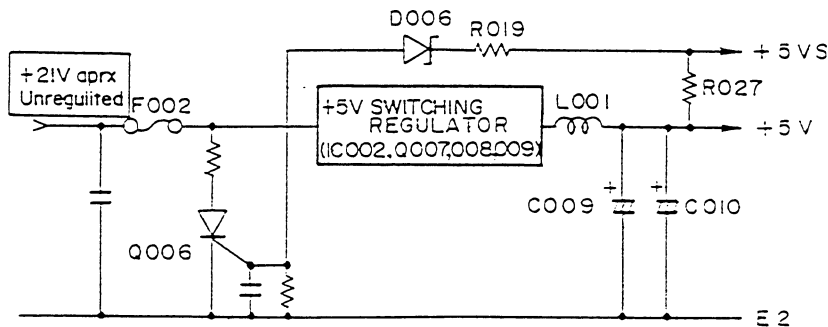 D006
R019
+5VS
+21V aprx
Unreguiited
F002
+5V SWITCHING
REGULATOR
(IC002,Q007,008,009)
L001
R027
+5V
+
C009
+
C010
Q006
E2